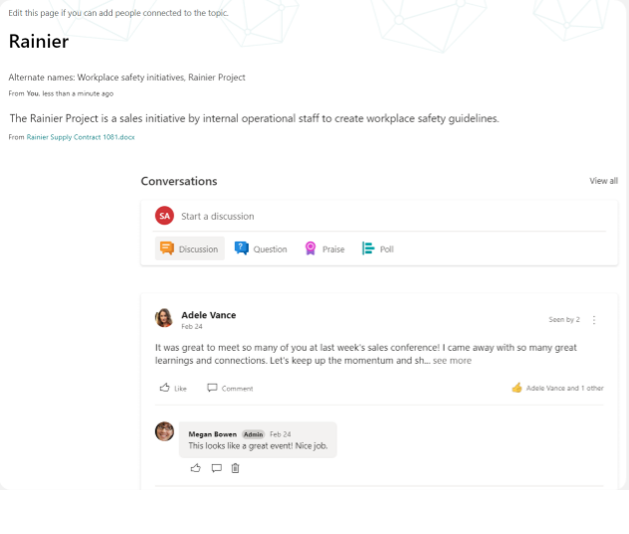 Edit this page if you can add people connected to the topic.
Rainier
Alternate names: Workplace safety initiatives, Rainier Project
From You, less than a minute ago
The Rainier Project is a sales initiative by internal operational staff to create workplace safety guidelines.
From Rainier Supply Contract 1081.docx
Conversations View all
SA Start a discussion
Discussion Question Praise Poll
Adele Vance
Feb 24 Seen by 2
It was great to meet so many of you at last week's sales conference! I came away with so many great
learnings and connections. Let's keep up the momentum and sh... see more
Like Comment Adele Vance and 1 other
Megan Bowen Admin Feb 24
This looks like a great event! Nice job.